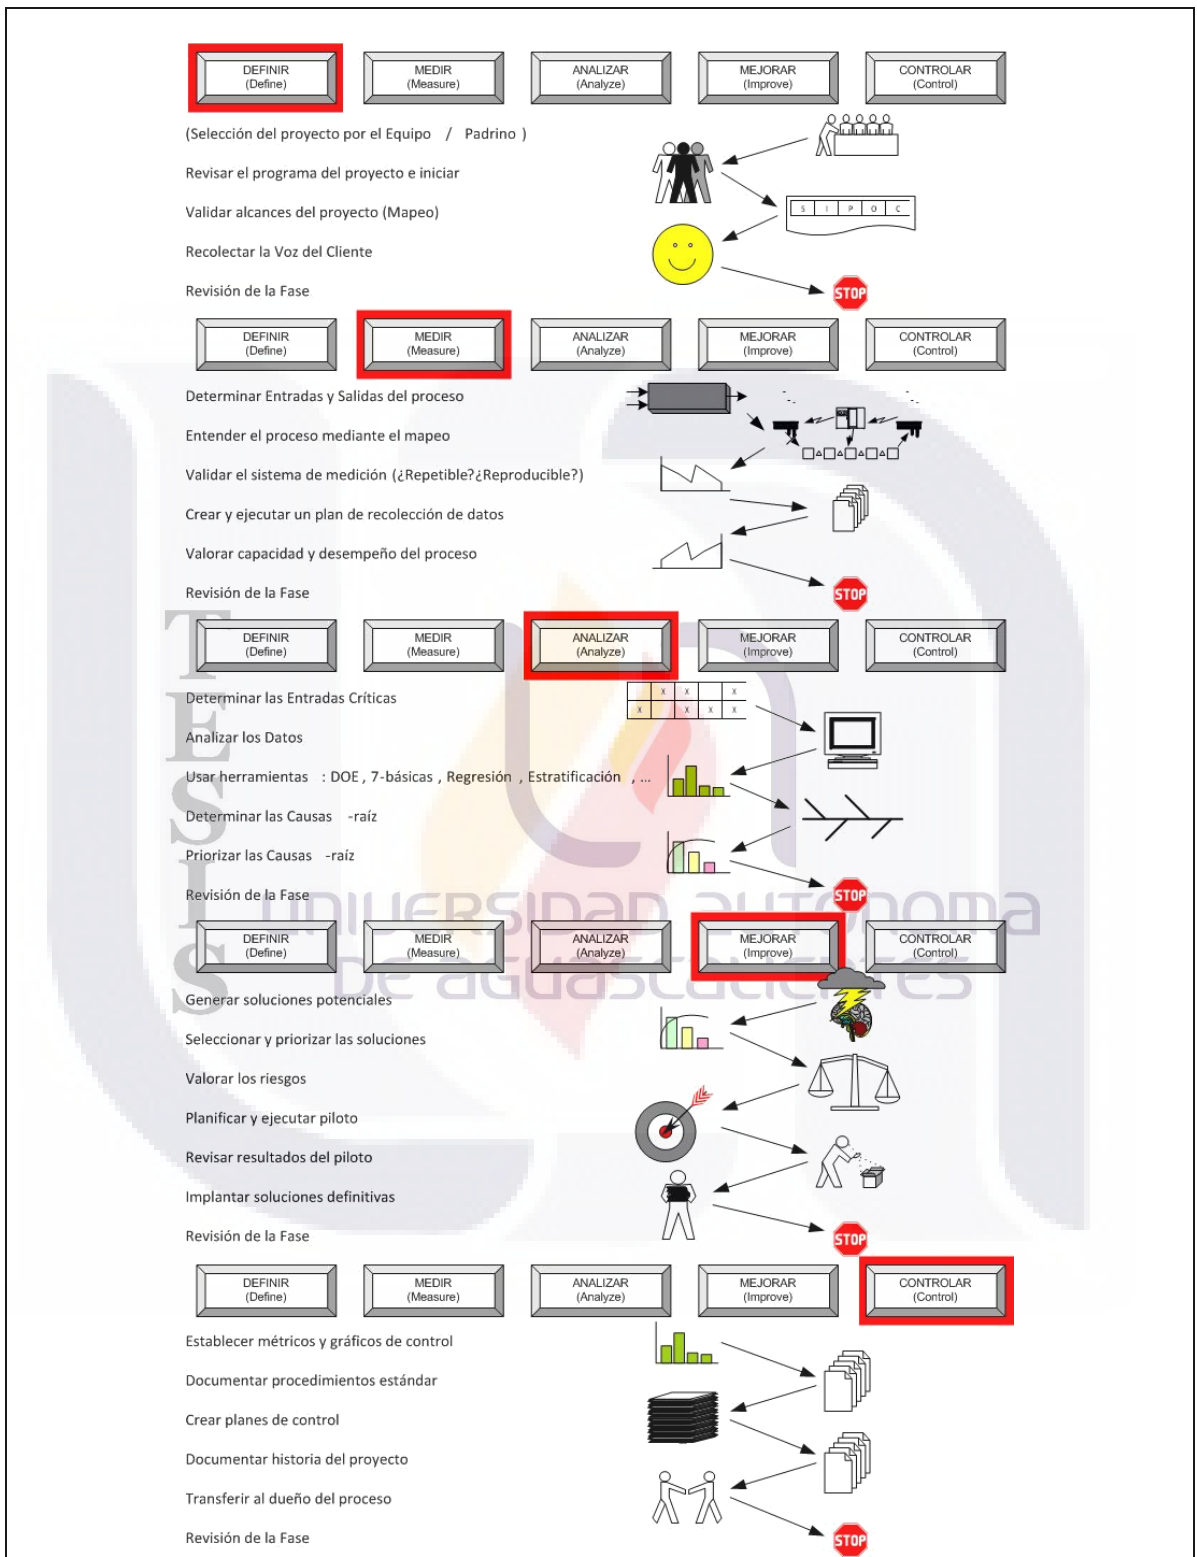 DEFINIR MEDIR ANALIZAR MEJORAR CONTROLAR
(Define) (Measure) (Analyze) (Improve) (Control)
(Selección del proyecto por el Equipo / Padrino )
Revisar el programa del proyecto e iniciar
Validar alcances del proyecto (Mapeo)
S I P O C
Recolectar la Voz del Cliente
Revisión de la Fase
STOP
DEFINIR MEDIR ANALIZAR MEJORAR CONTROLAR
(Define) (Measure) (Analyze) (Improve) (Control)
Determinar Entradas y Salidas del proceso
Entender el proceso mediante el mapeo
Validar el sistema de medición (¿Repetible?¿Reproducible?)
Crear y ejecutar un plan de recolección de datos
Valorar capacidad y desempeño del proceso
Revisión de la Fase
STOP
DEFINIR MEDIR ANALIZAR MEJORAR CONTROLAR
(Define) (Measure) (Analyze) (Improve) (Control)
Determinar las Entradas Críticas
X X X
X X X X
Analizar los Datos
Usar herramientas : DOE , 7-básicas , Regresión , Estratificación , ...
Determinar las Causas -raíz
Priorizar las Causas -raíz
Revisión de la Fase
STOP
TESIS
UNIVERSIDAD AUTONOMA
DE AGUASCALIENTES
DEFINIR MEDIR ANALIZAR MEJORAR CONTROLAR
(Define) (Measure) (Analyze) (Improve) (Control)
Generar soluciones potenciales
Seleccionar y priorizar las soluciones
Valorar los riesgos
Planificar y ejecutar piloto
Revisar resultados del piloto
Implantar soluciones definitivas
Revisión de la Fase
STOP
DEFINIR MEDIR ANALIZAR MEJORAR CONTROLAR
(Define) (Measure) (Analyze) (Improve) (Control)
Establecer métricos y gráficos de control
Documentar procedimientos estándar
Crear planes de control
Documentar historia del proyecto
Transferir al dueño del proceso
Revisión de la Fase
STOP